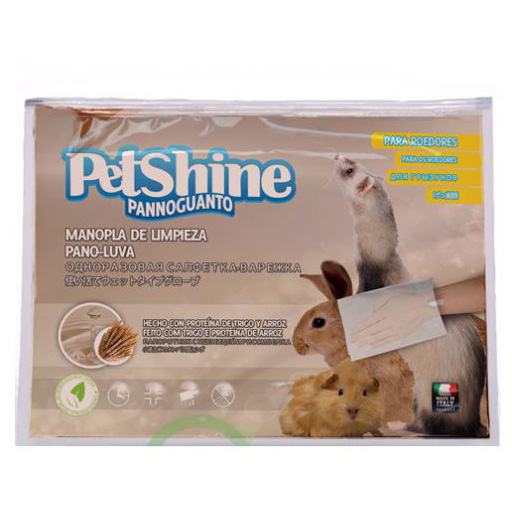 PetShine
PANNOGUANTO
MANOPLA DE LIMPIEZA
PANO-LUVA
ОДНОРАЗОВАЯ САЛФЕТКА-ВАРЕЖКА
使い捨てウェットタイプグローブ
HECHO CON PROTEÍNA DE TRIGO Y ARROZ
FEITO COM TRIGO E PROTEINA DE ARROZ
PARA ROEDORES
PARA OS ROEDORES
ДЛЯ ГРЫЗУНОВ
MADE IN
ITALY